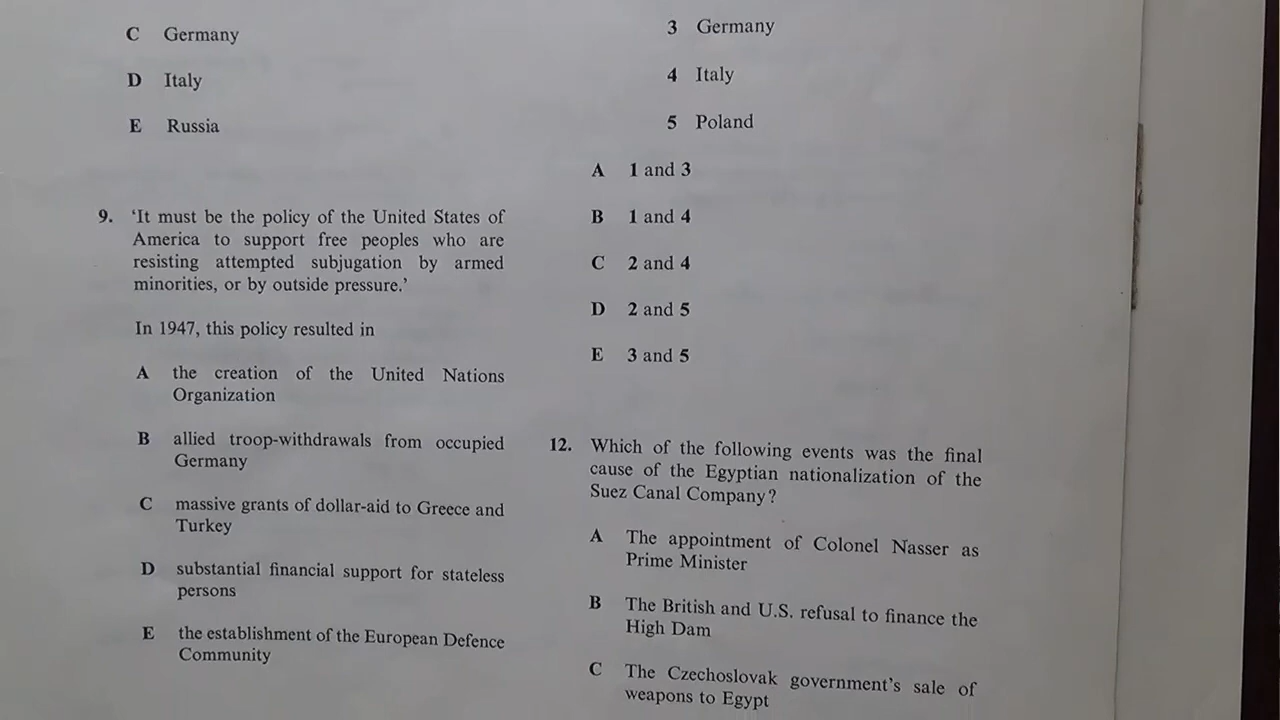 C Germany
D Italy
E Russia
9. ‘It must be the policy of the United States of
America to support free peoples who are
resisting attempted subjugation by armed
minorities, or by outside pressure.’
In 1947, this policy resulted in
A the creation of the United Nations
Organization
B allied troop-withdrawals from occupied
Germany
C massive grants of dollar-aid to Greece and
Turkey
D substantial financial support for stateless
persons
E the establishment of the European Defence
Community
3 Germany
4 Italy
5 Poland
A 1 and 3
B 1 and 4
C 2 and 4
D 2 and 5
E 3 and 5
12. Which of the following events was the final
cause of the Egyptian nationalization of the
Suez Canal Company?
A The appointment of Colonel Nasser as
Prime Minister
B The British and U.S. refusal to finance the
High Dam
C The Czechoslovak government’s sale of
weapons to Egypt